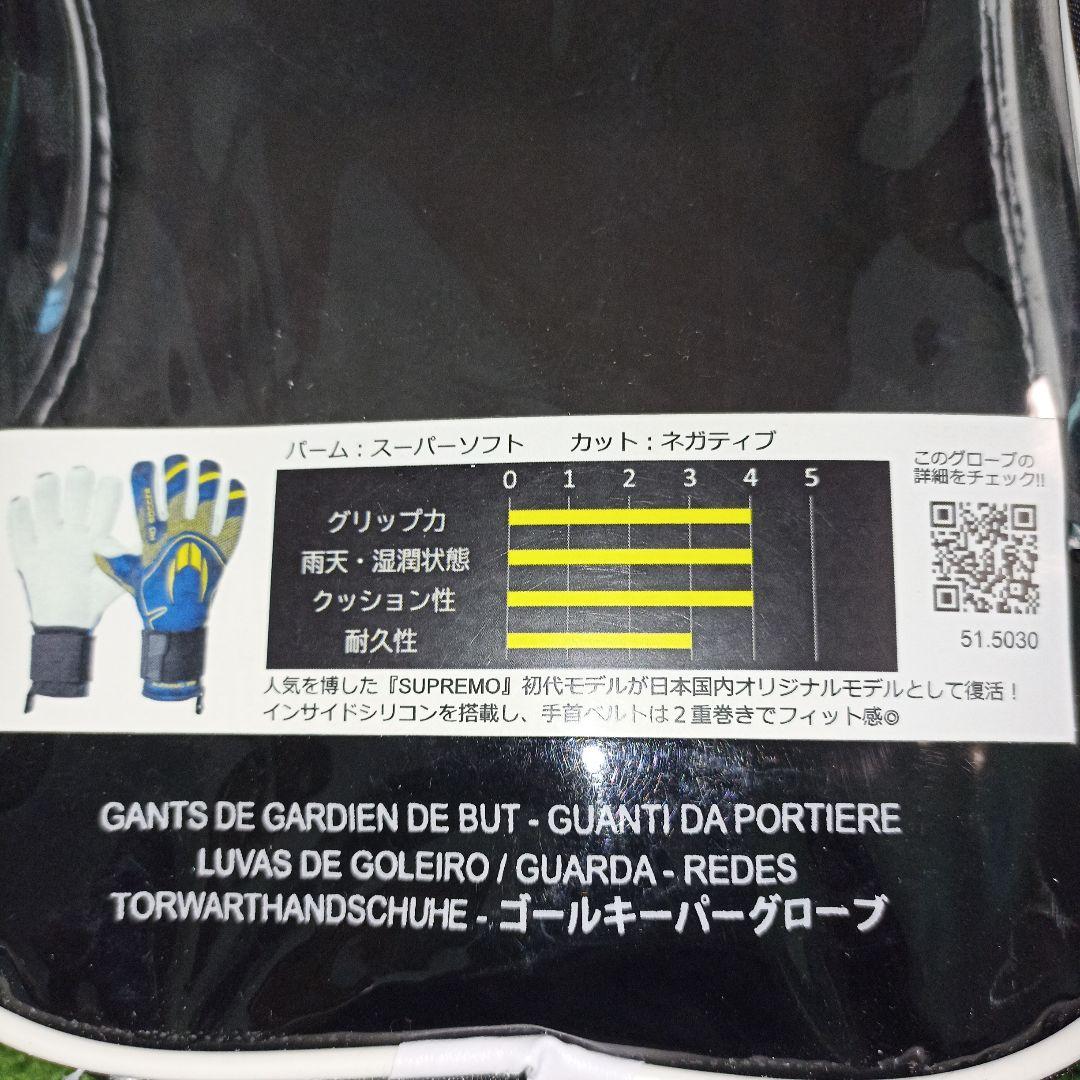 パーム：スーパーソフト　カット：ネガティブ
0 1 2 3 4 5
グリップ力
雨天・湿潤状態
クッション性
耐久性
このグローブの
詳細をチェック!!
51.5030
人気を博した『SUPREMO』初代モデルが日本国内オリジナルモデルとして復活！
インサイドシリコンを搭載し、手首ベルトは２重巻きでフィット感◎
GANTS DE GARDIEN DE BUT - GUANTI DA PORTIERE
LUVAS DE GOLEIRO / GUARDA - REDES
TORWARTHANDSCHUHE - ゴールキーパーグローブ